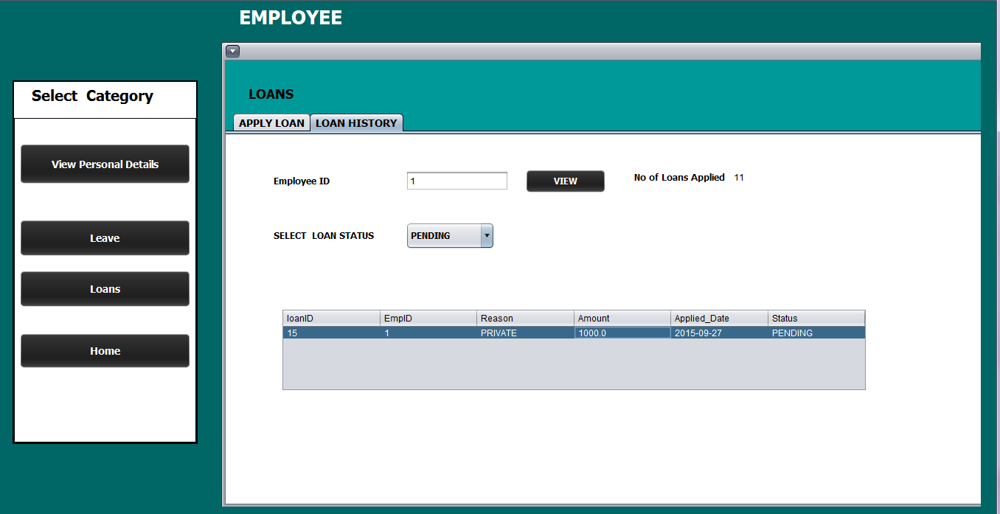 EMPLOYEE
Select  Category
View Personal Details
Leave
Loans
Home
LOANS
APPLY LOAN LOAN HISTORY
Employee ID 1 VIEW No of Loans Applied 11
SELECT  LOAN STATUS PENDING
loanID EmpID Reason Amount Applied_Date Status
15 1 PRIVATE 1000.0 2015-09-27 PENDING